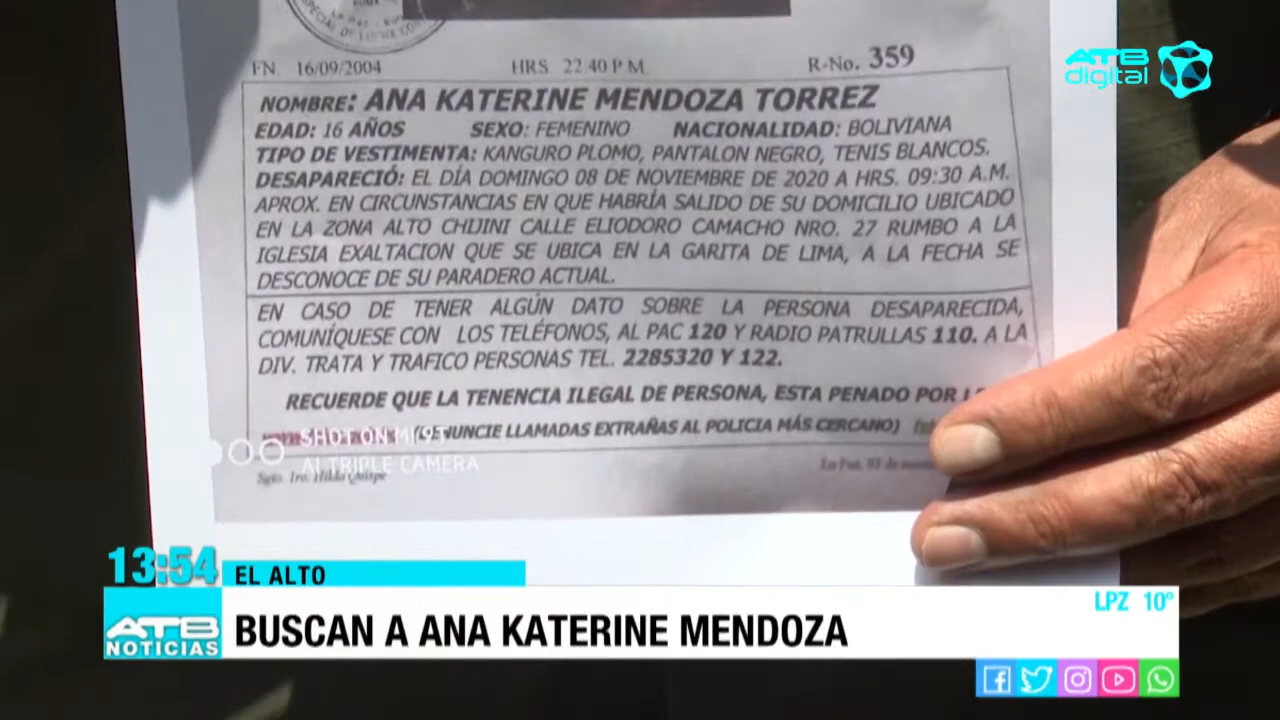 FN. 16/09/2004 HRS 22:40 P.M. R-No. 359
NOMBRE: ANA KATERINE MENDOZA TORREZ
EDAD: 16 AÑOS SEXO: FEMENINO NACIONALIDAD: BOLIVIANA
TIPO DE VESTIMENTA: KANGURO PLOMO, PANTALON NEGRO, TENIS BLANCOS.
DESAPARECIÓ: EL DÍA DOMINGO 08 DE NOVIEMBRE DE 2020 A HRS. 09:30 A.M.
APROX. EN CIRCUNSTANCIAS EN QUE HABRÍA SALIDO DE SU DOMICILIO UBICADO
EN LA ZONA ALTO CHIJINI CALLE ELIODORO CAMACHO NRO. 27 RUMBO A LA
IGLESIA EXALTACION QUE SE UBICA EN LA GARITA DE LIMA, A LA FECHA SE
DESCONOCE DE SU PARADERO ACTUAL.
EN CASO DE TENER ALGÚN DATO SOBRE LA PERSONA DESAPARECIDA,
COMUNÍQUESE CON LOS TELÉFONOS, AL PAC 120 Y RADIO PATRULLAS 110. A LA
DIV. TRATA Y TRAFICO PERSONAS TEL. 2285320 Y 122.
RECUERDE QUE LA TENENCIA ILEGAL DE PERSONA, ESTA PENADO POR
(DENUNCIE LLAMADAS EXTRAÑAS AL POLICIA MÁS CERCANO)
SHOT ON MI 9T
AI TRIPLE CAMERA
Sgto. 1ro. Hilda Quispe
ATB
digital
13:54
EL ALTO
ATB
NOTICIAS
BUSCAN A ANA KATERINE MENDOZA
LPZ 10°